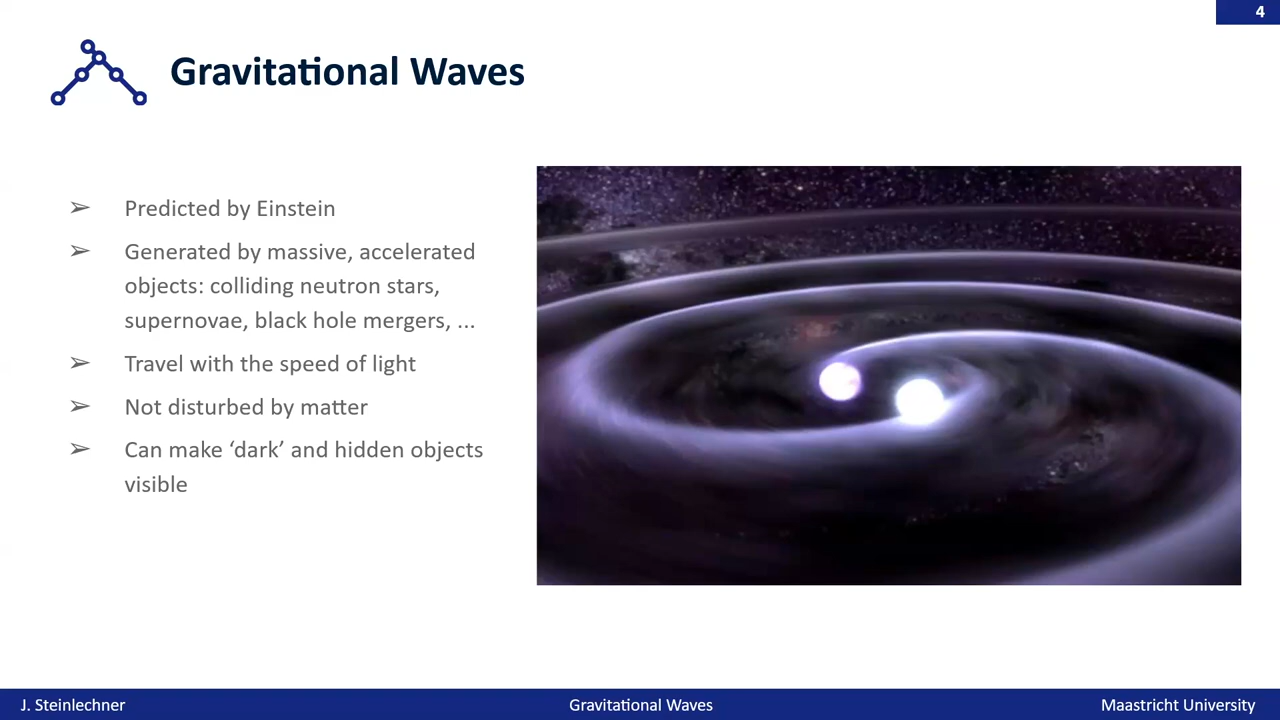 4
Gravitational Waves
➢ Predicted by Einstein
➢ Generated by massive, accelerated
objects: colliding neutron stars,
supernovae, black hole mergers, ...
➢ Travel with the speed of light
➢ Not disturbed by matter
➢ Can make ‘dark’ and hidden objects
visible
J. Steinlechner
Gravitational Waves
Maastricht University